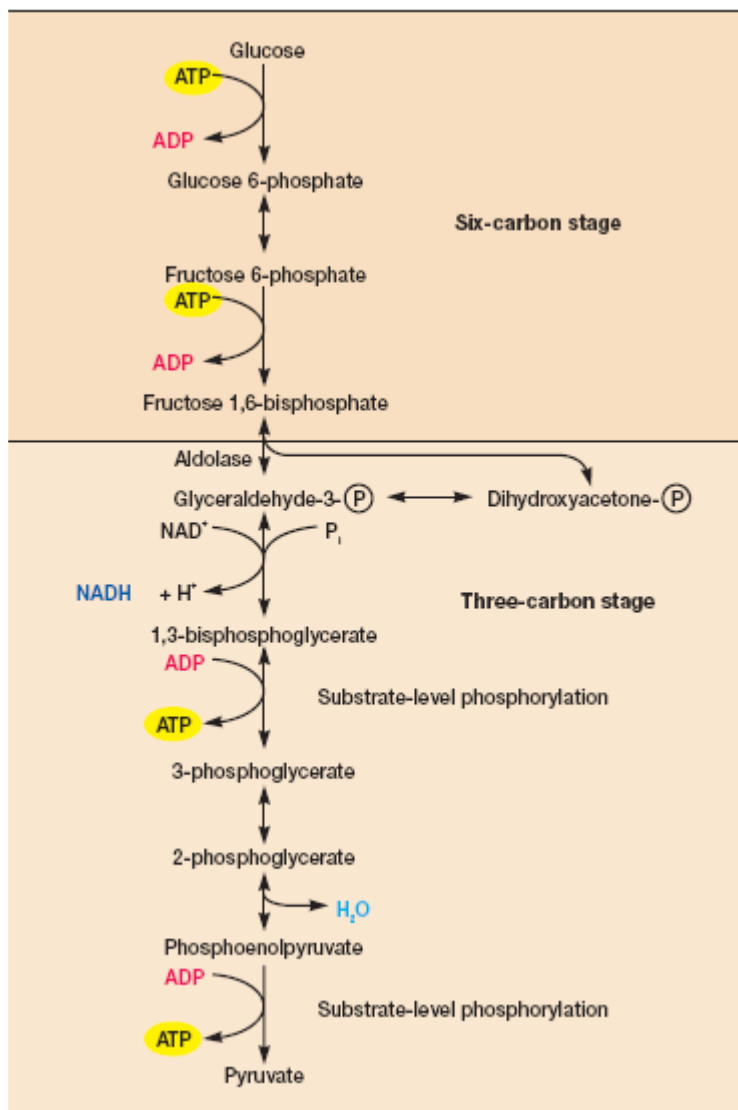 Glucose
ATP
ADP
Glucose 6-phosphate
Six-carbon stage
Fructose 6-phosphate
ATP
ADP
Fructose 1,6-bisphosphate
Aldolase
Glyceraldehyde-3-P
Dihydroxyacetone-P
NAD⁺
Pᵢ
NADH + H⁺
Three-carbon stage
1,3-bisphosphoglycerate
ADP
Substrate-level phosphorylation
ATP
3-phosphoglycerate
2-phosphoglycerate
H₂O
Phosphoenolpyruvate
ADP
Substrate-level phosphorylation
ATP
Pyruvate